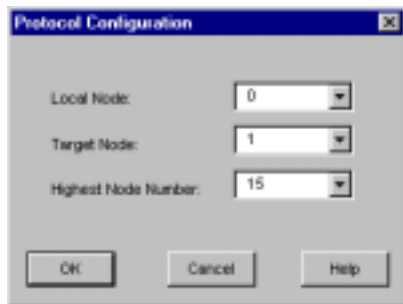 Protocol Configuration
Local Node: 0
Target Node: 1
Highest Node Number: 15
OK Cancel Help